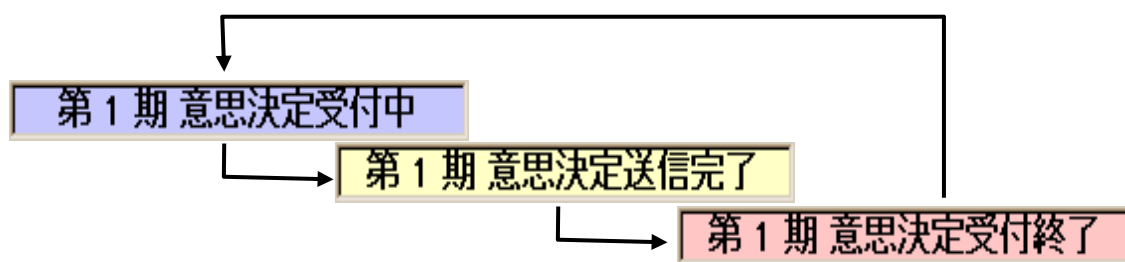 第 1 期 意思決定受付中
第 1 期 意思決定送信完了
第 1 期 意思決定受付終了